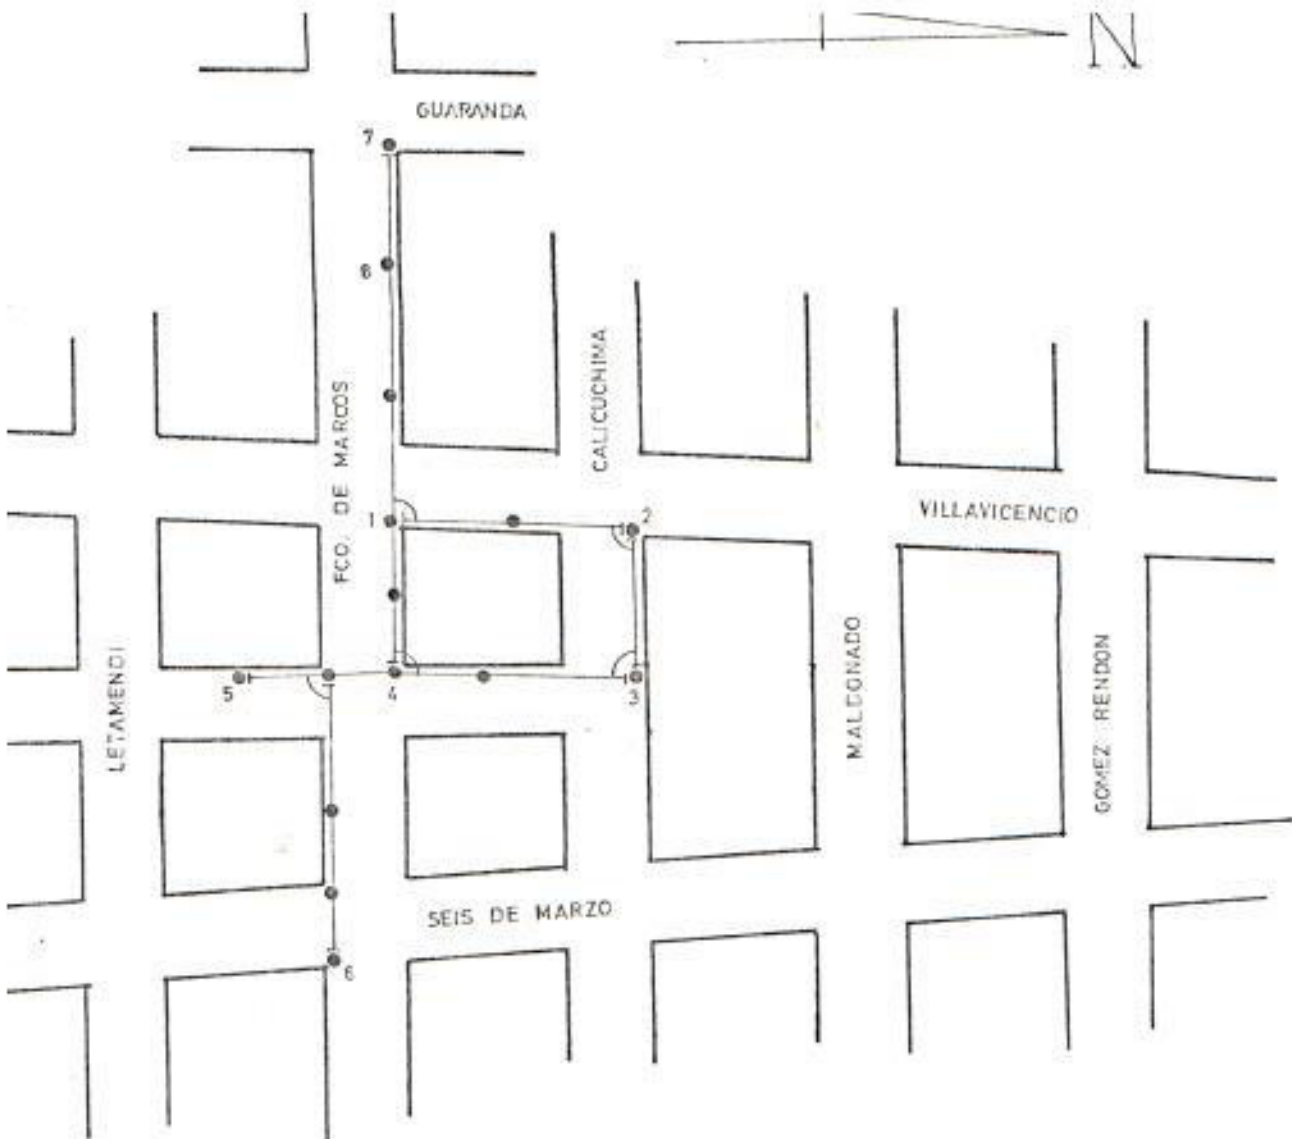 N
GUARANDA
7
8
FCO. DE MARCOS
CALICUCHIMA
1
2
VILLAVICENCIO
LETAMENDI
5
4
3
MALDONADO
GOMEZ RENDON
SEIS DE MARZO
6